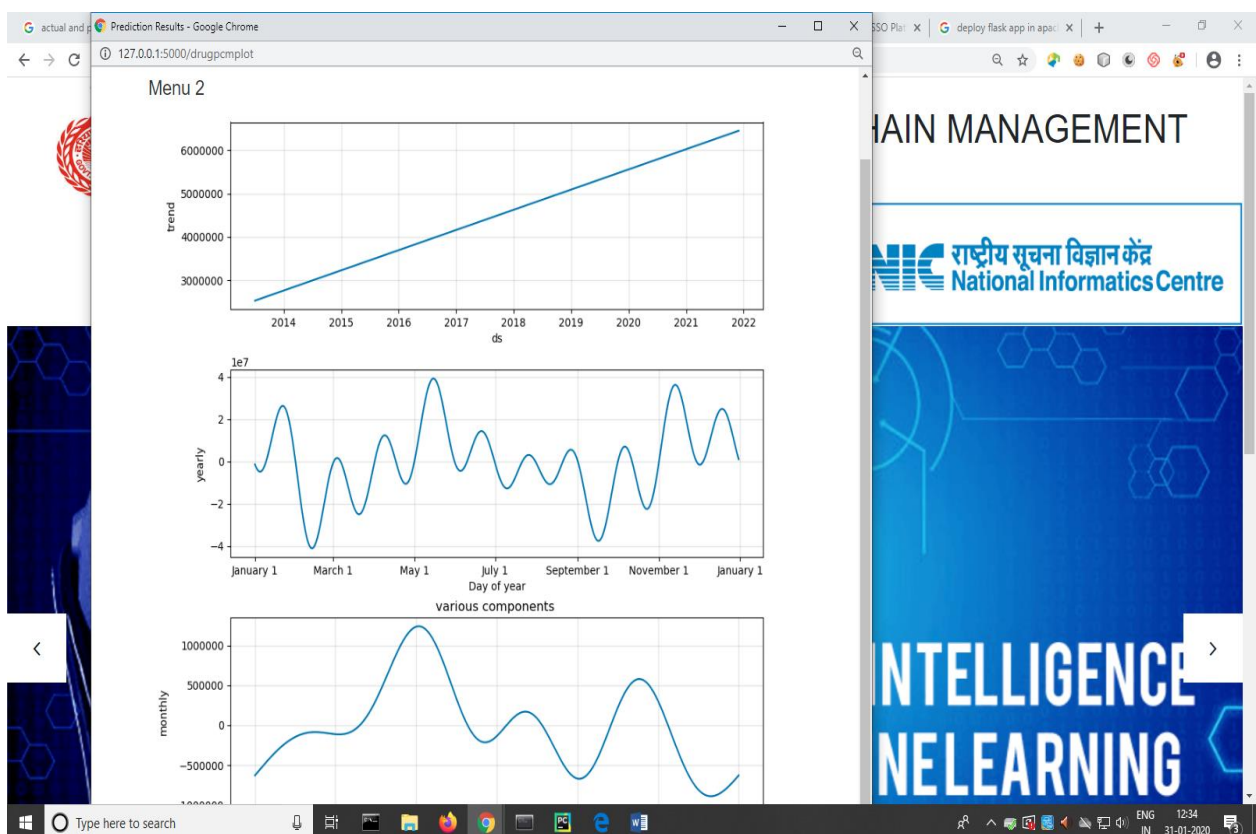 actual and p
Prediction Results - Google Chrome
SSO Plat
deploy flask app in apac
127.0.0.1:5000/drugpcmplot
Menu 2
HAIN MANAGEMENT
NIC राष्ट्रीय सूचना विज्ञान केंद्र
National Informatics Centre
6000000
5000000
4000000
3000000
trend
2014 2015 2016 2017 2018 2019 2020 2021 2022
ds
1e7
4
2
0
−2
−4
yearly
January 1 March 1 May 1 July 1 September 1 November 1 January 1
Day of year
various components
1000000
500000
0
−500000
monthly
INTELLIGENCE
NELEARNING
Type here to search
ENG 12:34
IN 31-01-2020